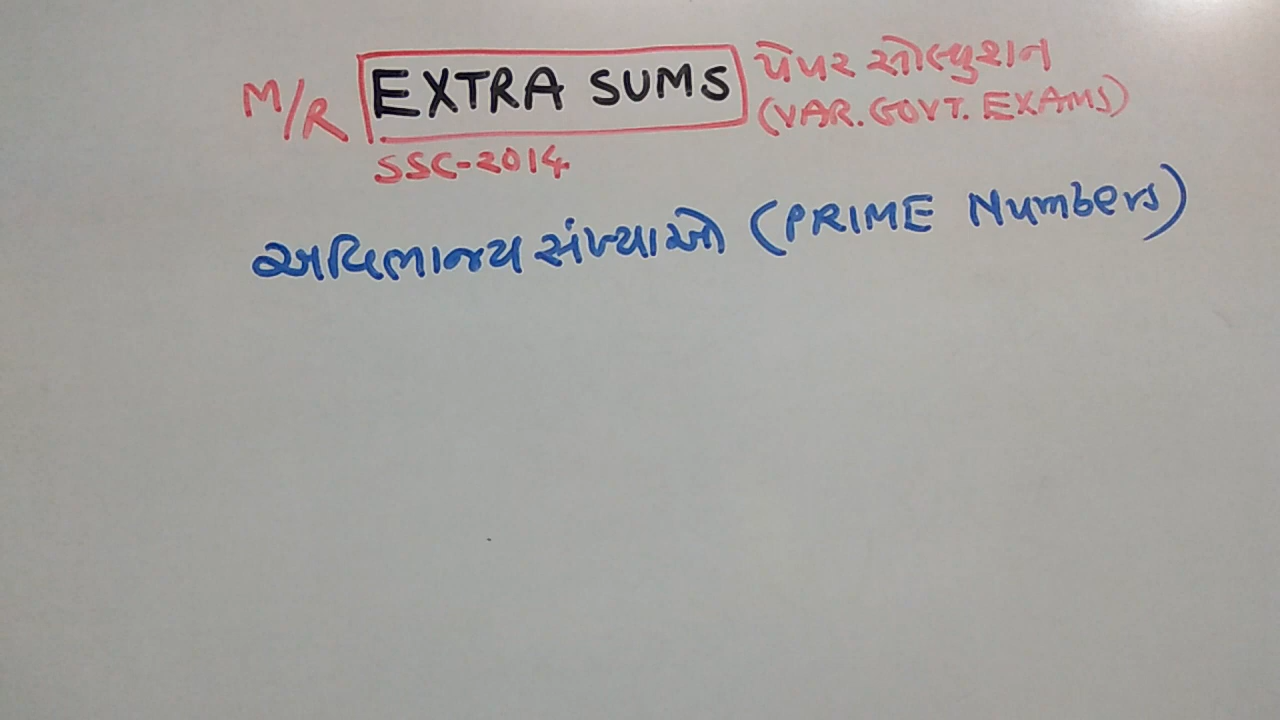 M/R EXTRA SUMS પેપર સોલ્યુશન
(VAR. GOVT. EXAMS)
SSC-2014
અવિભાજ્ય સંખ્યાઓ (PRIME Numbers)